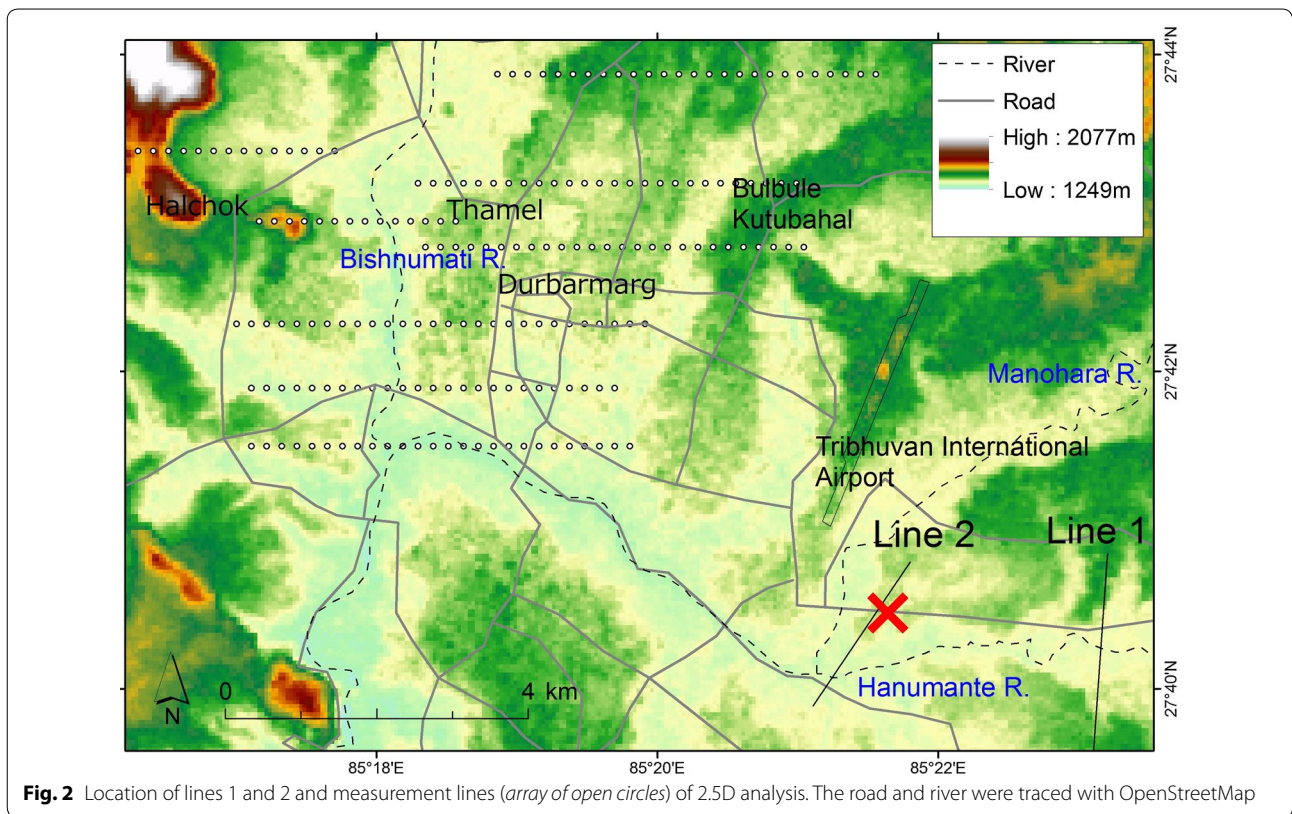 27°44'N
River
Road
High : 2077m
Low : 1249m
Halchok
Thamel
Bulbule
Kutubahal
Bishnumati R.
Durbarmarg
27°42'N
Manohara R.
Tribhuvan International
Airport
Line 2
Line 1
0
4 km
N
Hanumante R.
27°40'N
85°18'E
85°20'E
85°22'E
Fig. 2 Location of lines 1 and 2 and measurement lines (array of open circles) of 2.5D analysis. The road and river were traced with OpenStreetMap